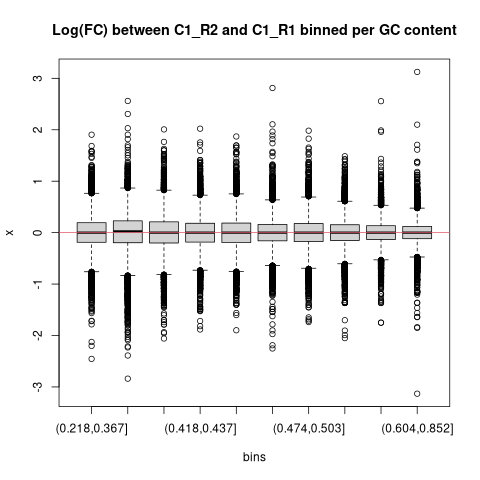 Log(FC) between C1_R2 and C1_R1 binned per GC content
3
2
1
0
-1
-2
-3
x
(0.218,0.367] (0.418,0.437] (0.474,0.503] (0.604,0.852]
bins